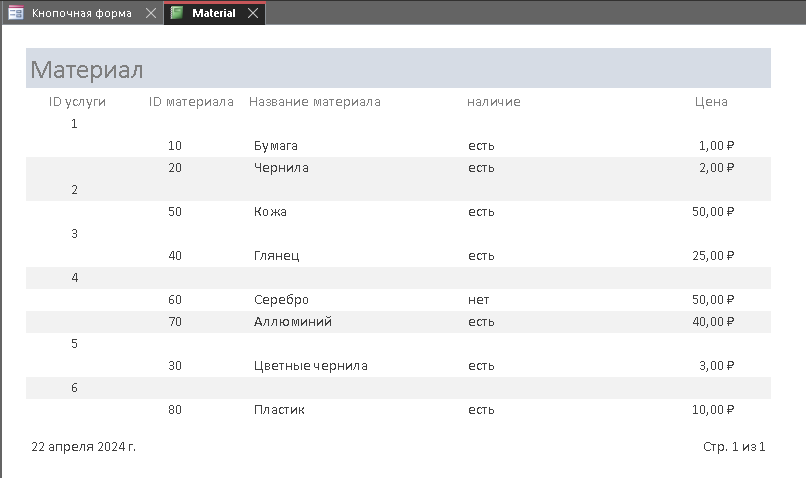 Кнопочная форма Material
Материал
ID услуги ID материала Название материала наличие Цена
1
10 Бумага есть 1,00 ₽
20 Чернила есть 2,00 ₽
2
50 Кожа есть 50,00 ₽
3
40 Глянец есть 25,00 ₽
4
60 Серебро нет 50,00 ₽
70 Аллюминий есть 40,00 ₽
5
30 Цветные чернила есть 3,00 ₽
6
80 Пластик есть 10,00 ₽
22 апреля 2024 г. Стр. 1 из 1